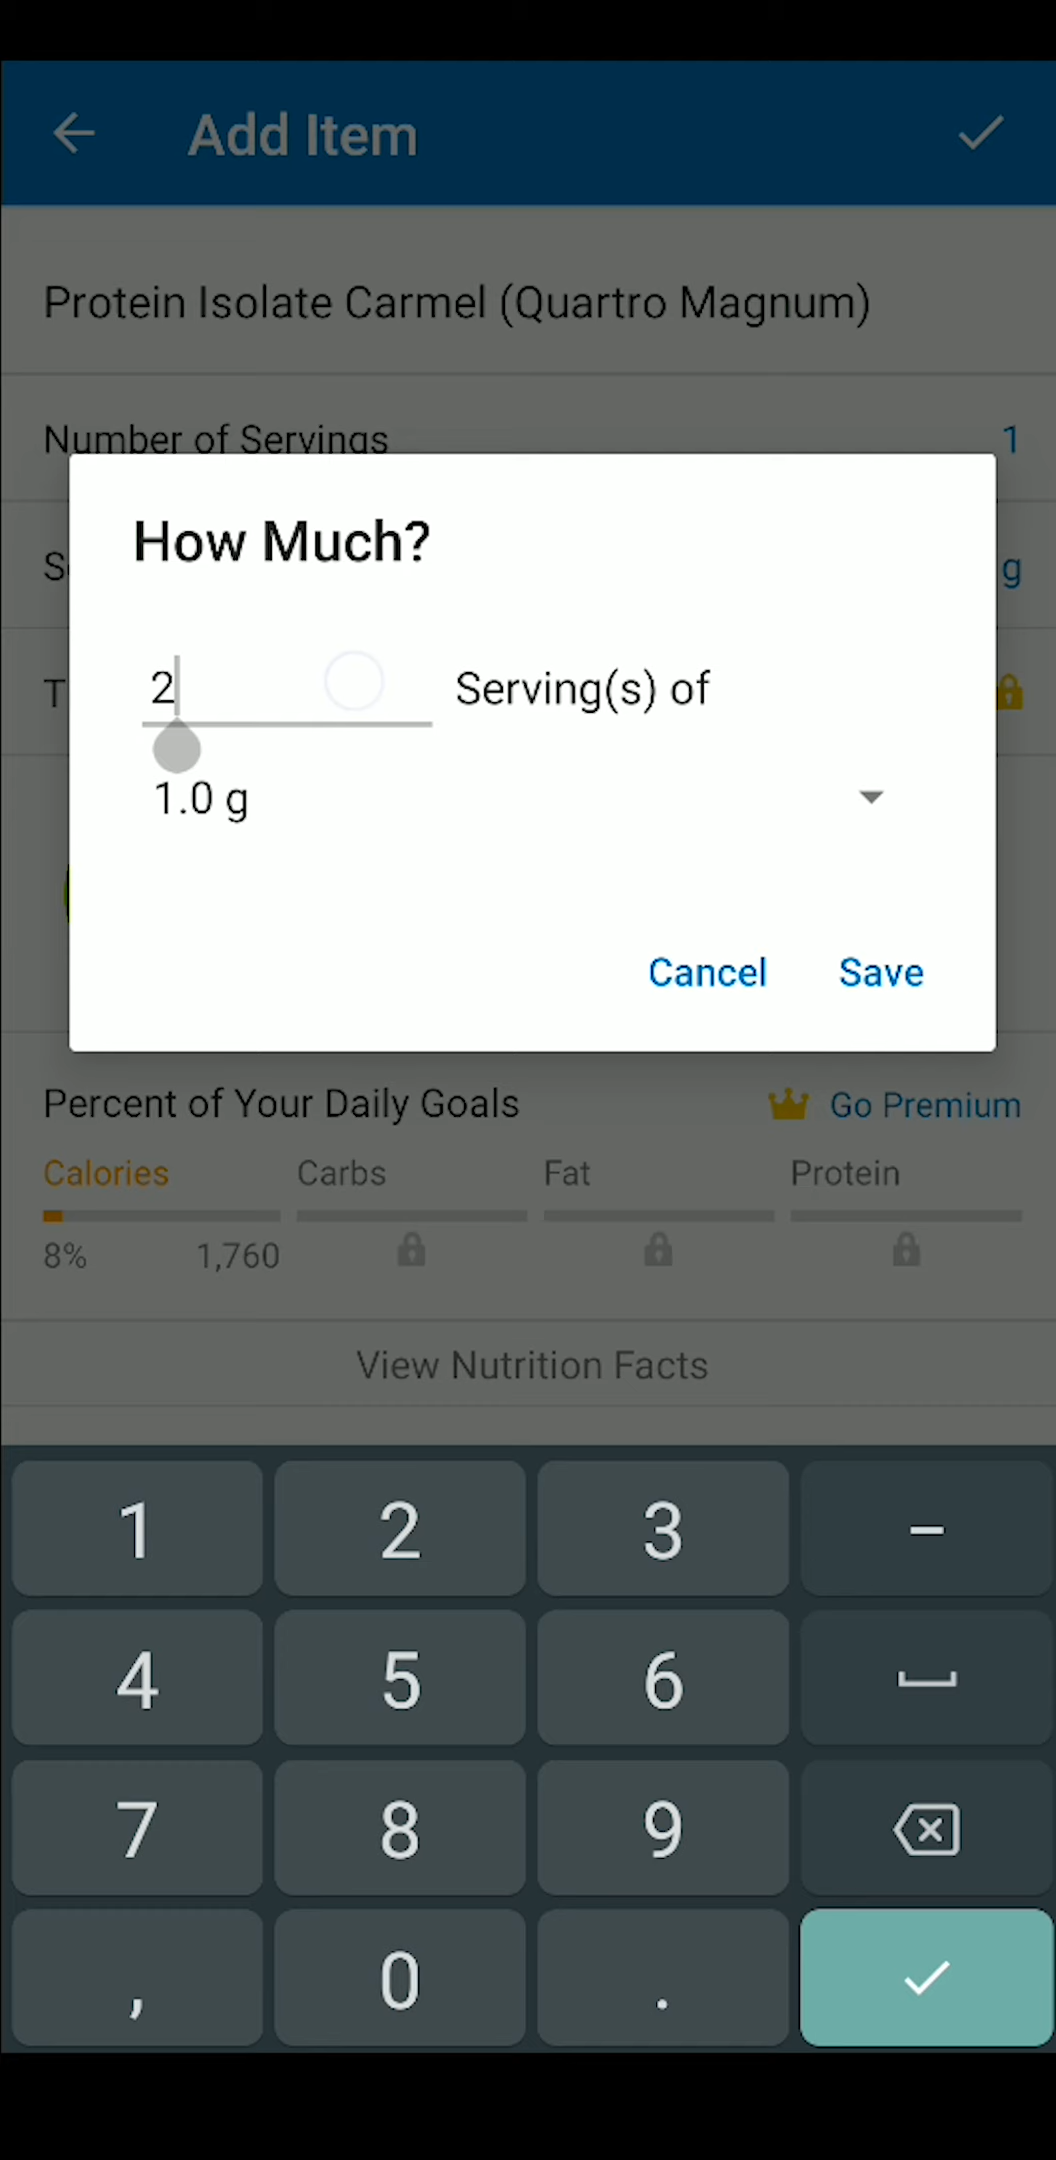 Add Item
Protein Isolate Carmel (Quartro Magnum)
Number of Servings 1
S g
T
How Much?
2 Serving(s) of
1.0 g
Cancel Save
Percent of Your Daily Goals Go Premium
Calories Carbs Fat Protein
8% 1,760
View Nutrition Facts
1 2 3 –
4 5 6
7 8 9
, 0 .